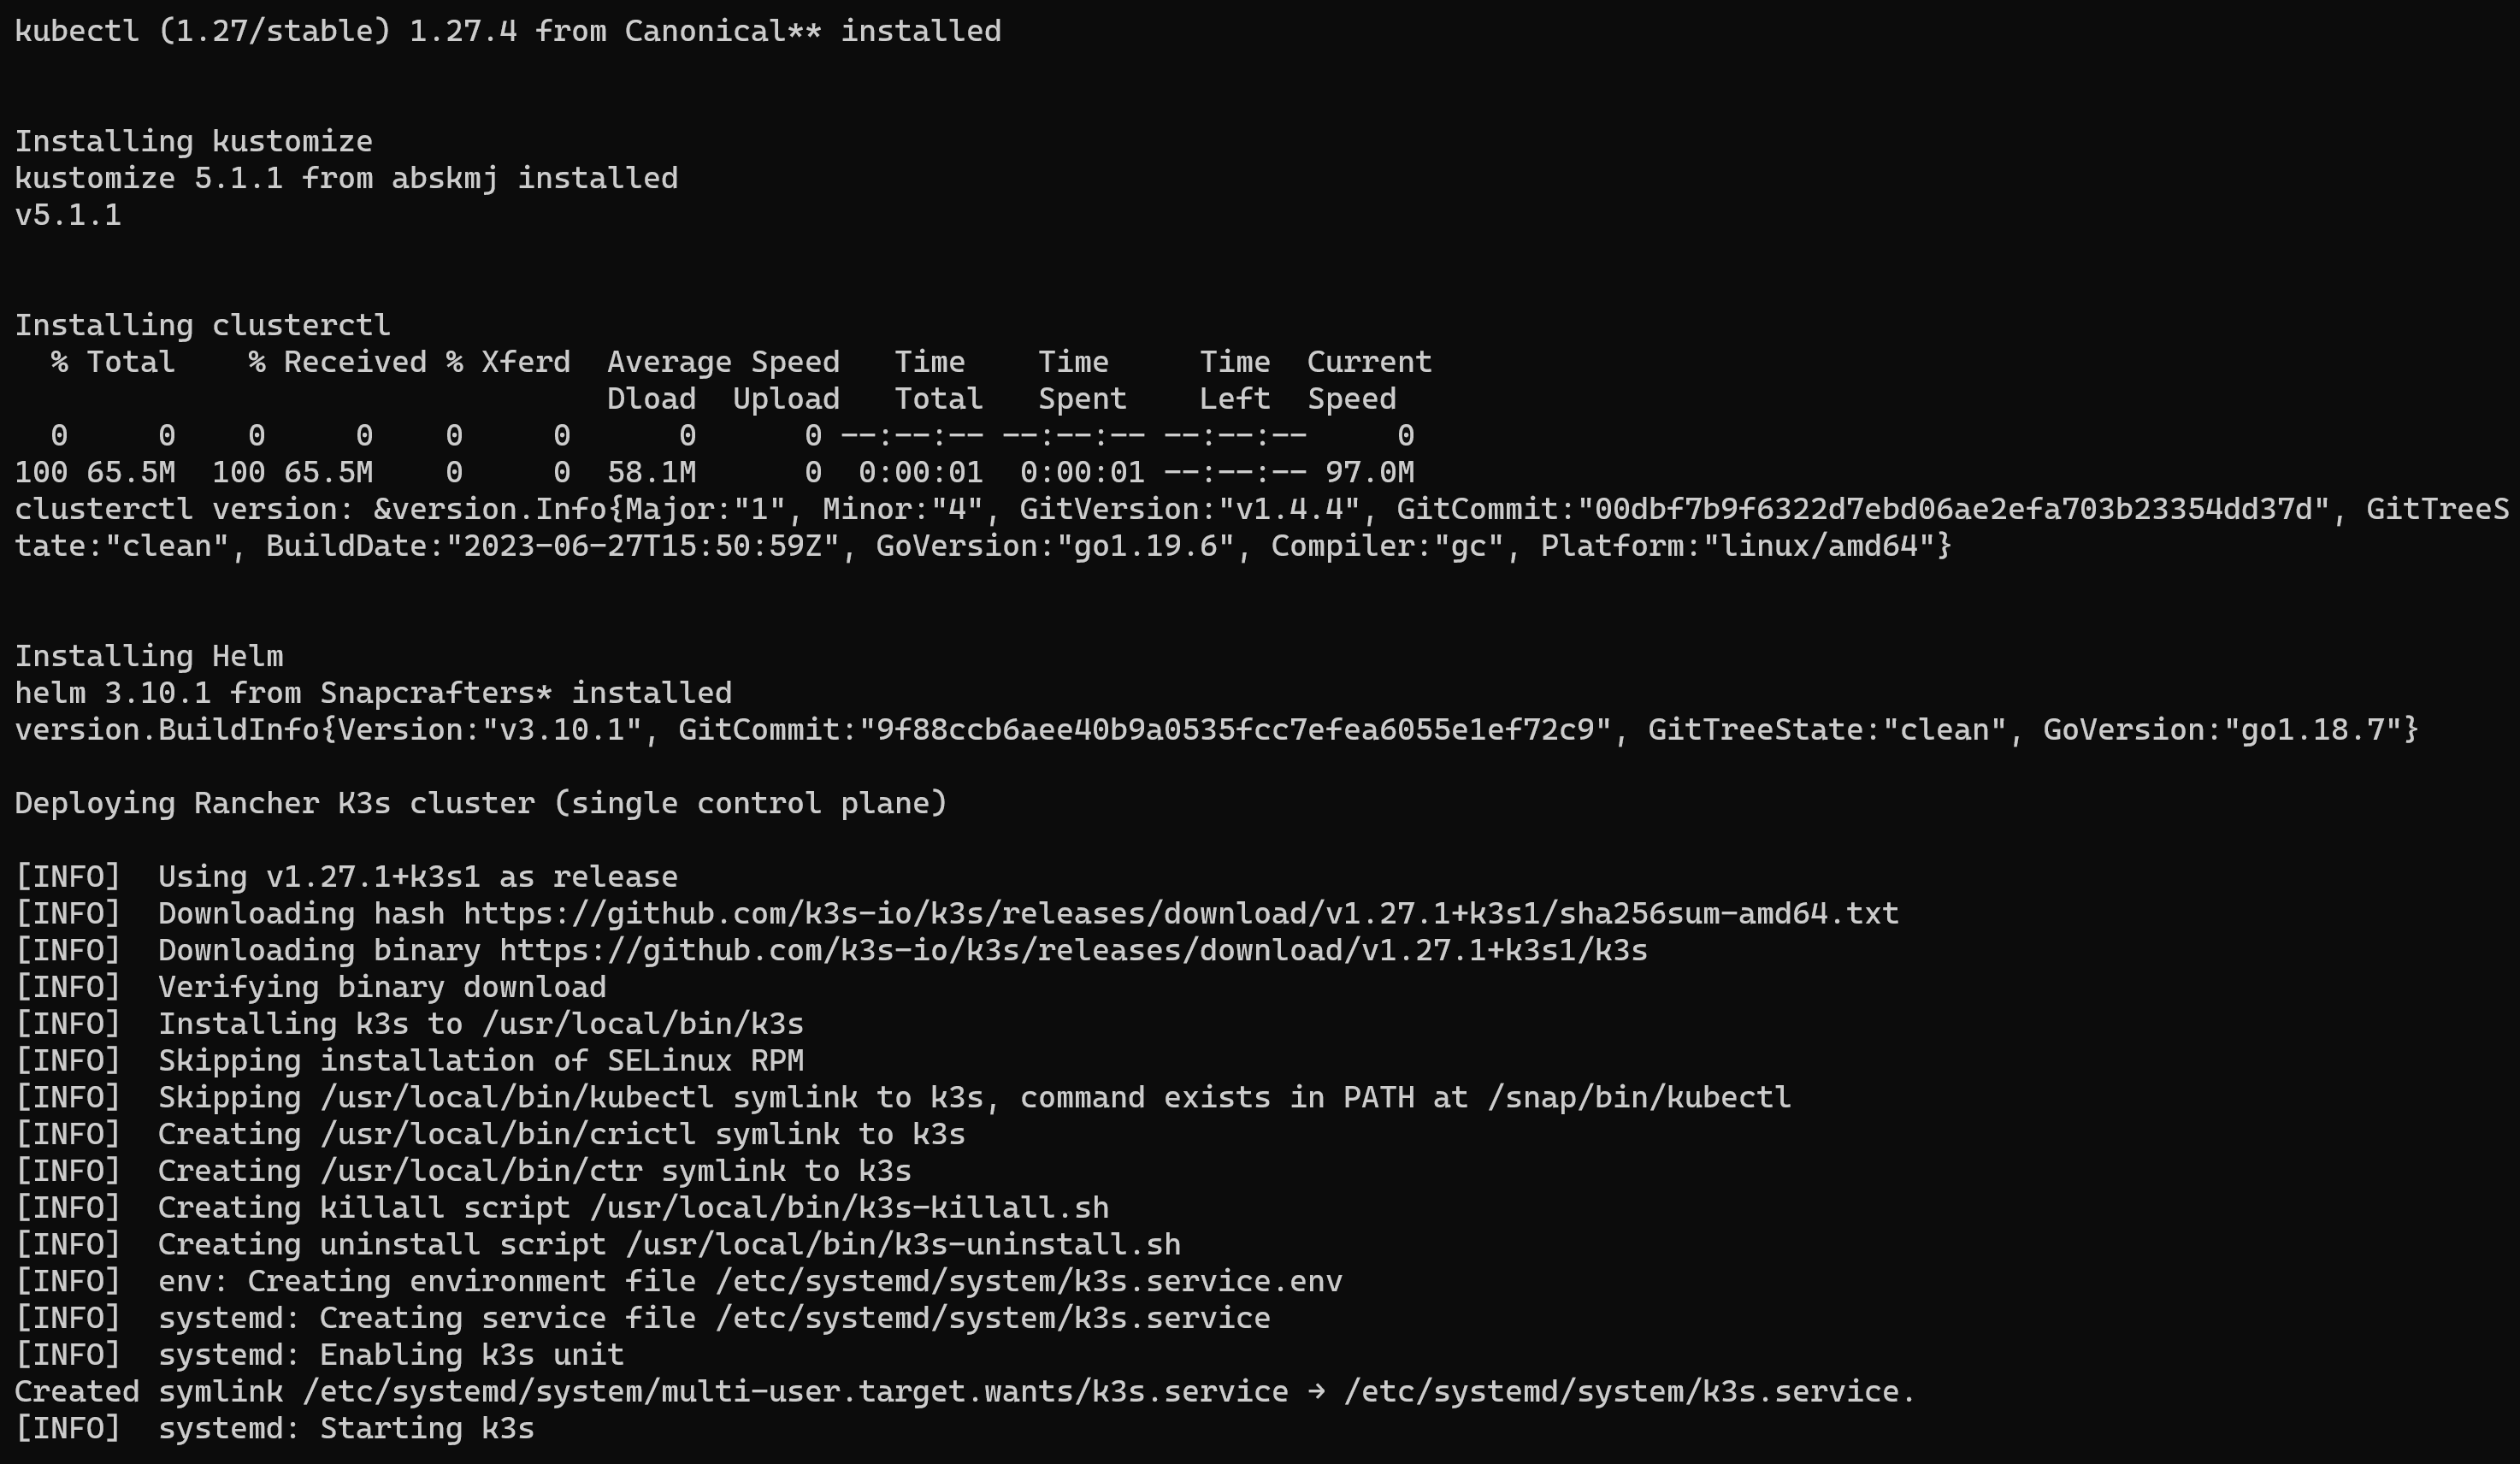 kubectl (1.27/stable) 1.27.4 from Canonical** installed
Installing kustomize
kustomize 5.1.1 from abskmj installed
v5.1.1
Installing clusterctl
  % Total    % Received % Xferd  Average Speed   Time    Time     Time  Current
                                 Dload  Upload   Total   Spent    Left  Speed
  0     0    0     0    0     0      0      0 --:--:-- --:--:-- --:--:--     0
100 65.5M  100 65.5M    0     0  58.1M      0  0:00:01  0:00:01 --:--:-- 97.0M
clusterctl version: &version.Info{Major:"1", Minor:"4", GitVersion:"v1.4.4", GitCommit:"00dbf7b9f6322d7ebd06ae2efa703b23354dd37d", GitTreeS
tate:"clean", BuildDate:"2023-06-27T15:50:59Z", GoVersion:"go1.19.6", Compiler:"gc", Platform:"linux/amd64"}
Installing Helm
helm 3.10.1 from Snapcrafters* installed
version.BuildInfo{Version:"v3.10.1", GitCommit:"9f88ccb6aee40b9a0535fcc7efea6055e1ef72c9", GitTreeState:"clean", GoVersion:"go1.18.7"}
Deploying Rancher K3s cluster (single control plane)
[INFO]  Using v1.27.1+k3s1 as release
[INFO]  Downloading hash https://github.com/k3s-io/k3s/releases/download/v1.27.1+k3s1/sha256sum-amd64.txt
[INFO]  Downloading binary https://github.com/k3s-io/k3s/releases/download/v1.27.1+k3s1/k3s
[INFO]  Verifying binary download
[INFO]  Installing k3s to /usr/local/bin/k3s
[INFO]  Skipping installation of SELinux RPM
[INFO]  Skipping /usr/local/bin/kubectl symlink to k3s, command exists in PATH at /snap/bin/kubectl
[INFO]  Creating /usr/local/bin/crictl symlink to k3s
[INFO]  Creating /usr/local/bin/ctr symlink to k3s
[INFO]  Creating killall script /usr/local/bin/k3s-killall.sh
[INFO]  Creating uninstall script /usr/local/bin/k3s-uninstall.sh
[INFO]  env: Creating environment file /etc/systemd/system/k3s.service.env
[INFO]  systemd: Creating service file /etc/systemd/system/k3s.service
[INFO]  systemd: Enabling k3s unit
Created symlink /etc/systemd/system/multi-user.target.wants/k3s.service → /etc/systemd/system/k3s.service.
[INFO]  systemd: Starting k3s